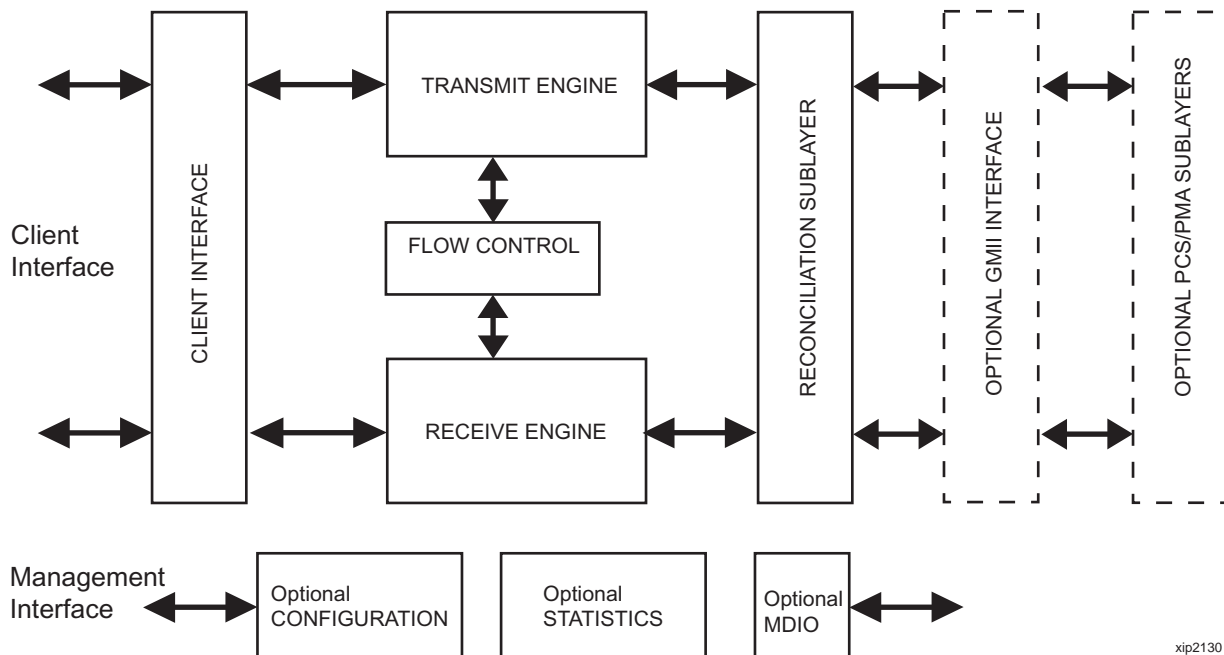 TRANSMIT ENGINE
Client
Interface
CLIENT INTERFACE
FLOW CONTROL
RECEIVE ENGINE
RECONCILIATION SUBLAYER
OPTIONAL GMII INTERFACE
OPTIONAL PCS/PMA SUBLAYERS
Management
Interface
Optional
CONFIGURATION
Optional
STATISTICS
Optional
MDIO
xip2130